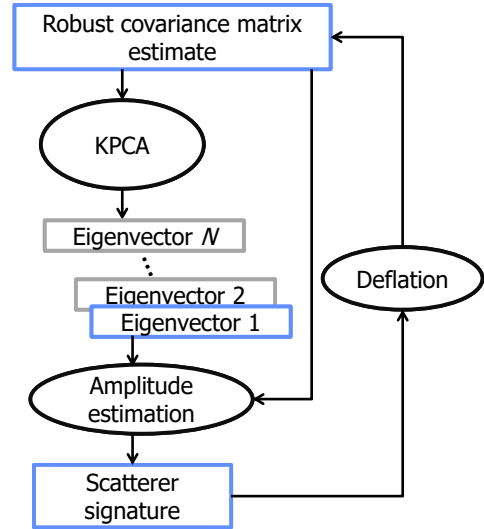 Robust covariance matrix
estimate
KPCA
Eigenvector N
Eigenvector 2
Eigenvector 1
Deflation
Amplitude
estimation
Scatterer
signature